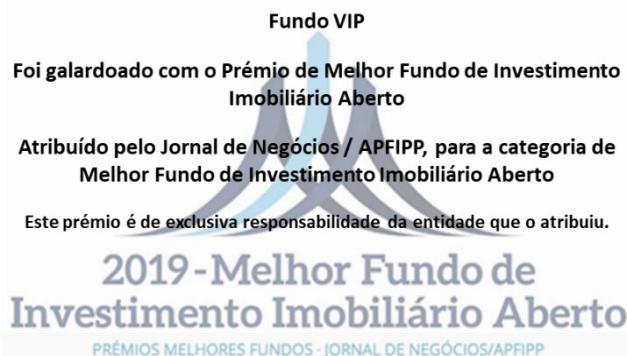 Fundo VIP
Foi galardoado com o Prémio de Melhor Fundo de Investimento
Imobiliário Aberto
Atribuído pelo Jornal de Negócios / APFIPP, para a categoria de
Melhor Fundo de Investimento Imobiliário Aberto
Este prémio é de exclusiva responsabilidade da entidade que o atribuiu.
2019 - Melhor Fundo de
Investimento Imobiliário Aberto
PRÉMIOS MELHORES FUNDOS · JORNAL DE NEGÓCIOS/APFIPP